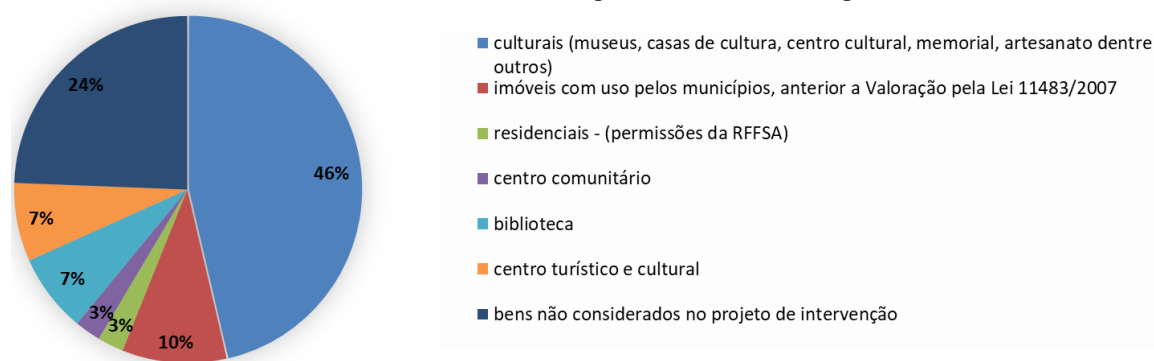 24%
46%
7%
7%
3%
3%
10%
culturais (museus, casas de cultura, centro cultural, memorial, artesanato dentre
outros)
imóveis com uso pelos municípios, anterior a Valoração pela Lei 11483/2007
residenciais - (permissões da RFFSA)
centro comunitário
biblioteca
centro turístico e cultural
bens não considerados no projeto de intervenção